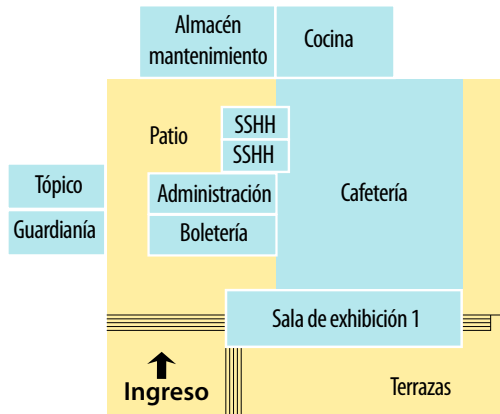 Almacén
mantenimiento
Cocina
Patio
SSHH
SSHH
Tópico
Administración
Cafetería
Guardianía
Boletería
Sala de exhibición 1
Ingreso
Terrazas